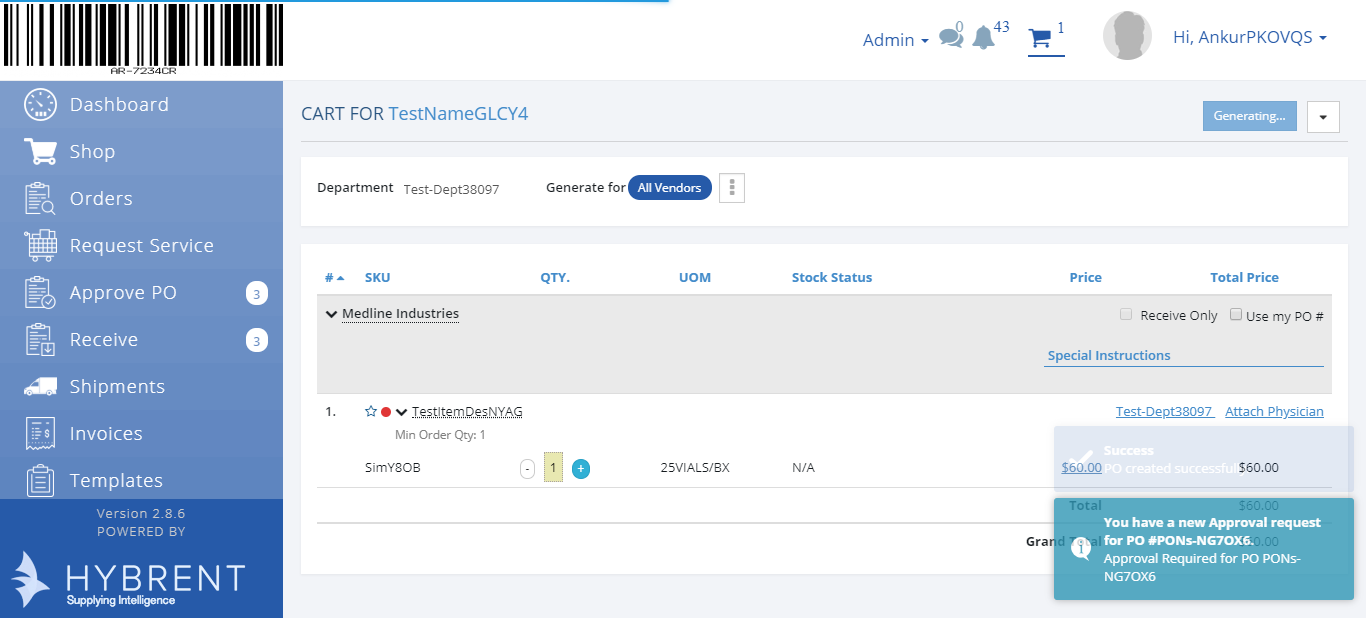 AR-7234CR
Admin
0
43
1
Hi, AnkurPKOVQS
Dashboard
Shop
Orders
Request Service
Approve PO 3
Receive 3
Shipments
Invoices
Templates
Version 2.8.6
POWERED BY
HYBRENT
Supplying Intelligence
CART FOR TestNameGLCY4
Generating...
Department Test-Dept38097 Generate for All Vendors
# SKU QTY. UOM Stock Status Price Total Price
Medline Industries Receive Only Use my PO #
Special Instructions
1. TestItemDesNYAG Test-Dept38097 Attach Physician
Min Order Qty: 1
SimY8OB - 1 + 25VIALS/BX N/A $60.00 $60.00
Total $60.00
Grand Total
Success
PO created successful
You have a new Approval request
for PO #PONs-NG7OX6.
Approval Required for PO PONs-
NG7OX6